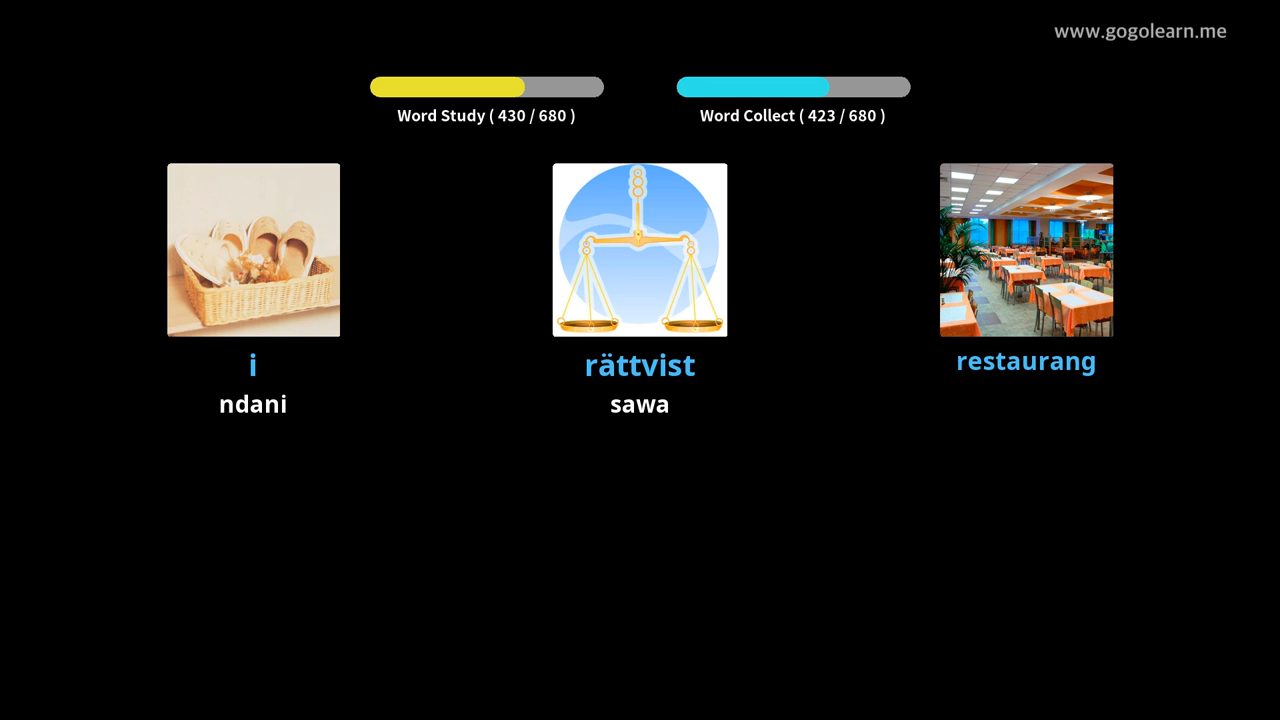 www.gogolearn.me
Word Study ( 430 / 680 )
Word Collect ( 423 / 680 )
i
rättvist
restaurang
ndani
sawa